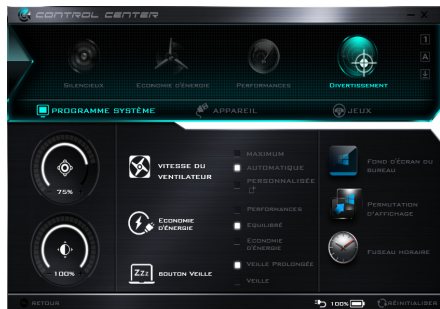 CONTROL CENTER
1
A
SILENCIEUX
ECONOMIE D'ÉNERGIE
PERFORMANCES
DIVERTISSEMENT
PROGRAMME SYSTÈME
APPAREIL
JEUX
75%
VITESSE DU
VENTILATEUR
MAXIMUM
AUTOMATIQUE
PERSONNALISÉE
FOND D'ÉCRAN DU
BUREAU
100%
ECONOMIE
D'ÉNERGIE
PERFORMANCES
EQUILIBRÉ
ECONOMIE
D'ÉNERGIE
PERMUTATION
D'AFFICHAGE
ZZZ
BOUTON VEILLE
VEILLE PROLONGÉE
VEILLE
FUSEAU HORAIRE
RETOUR
100%
RÉINITIALISER